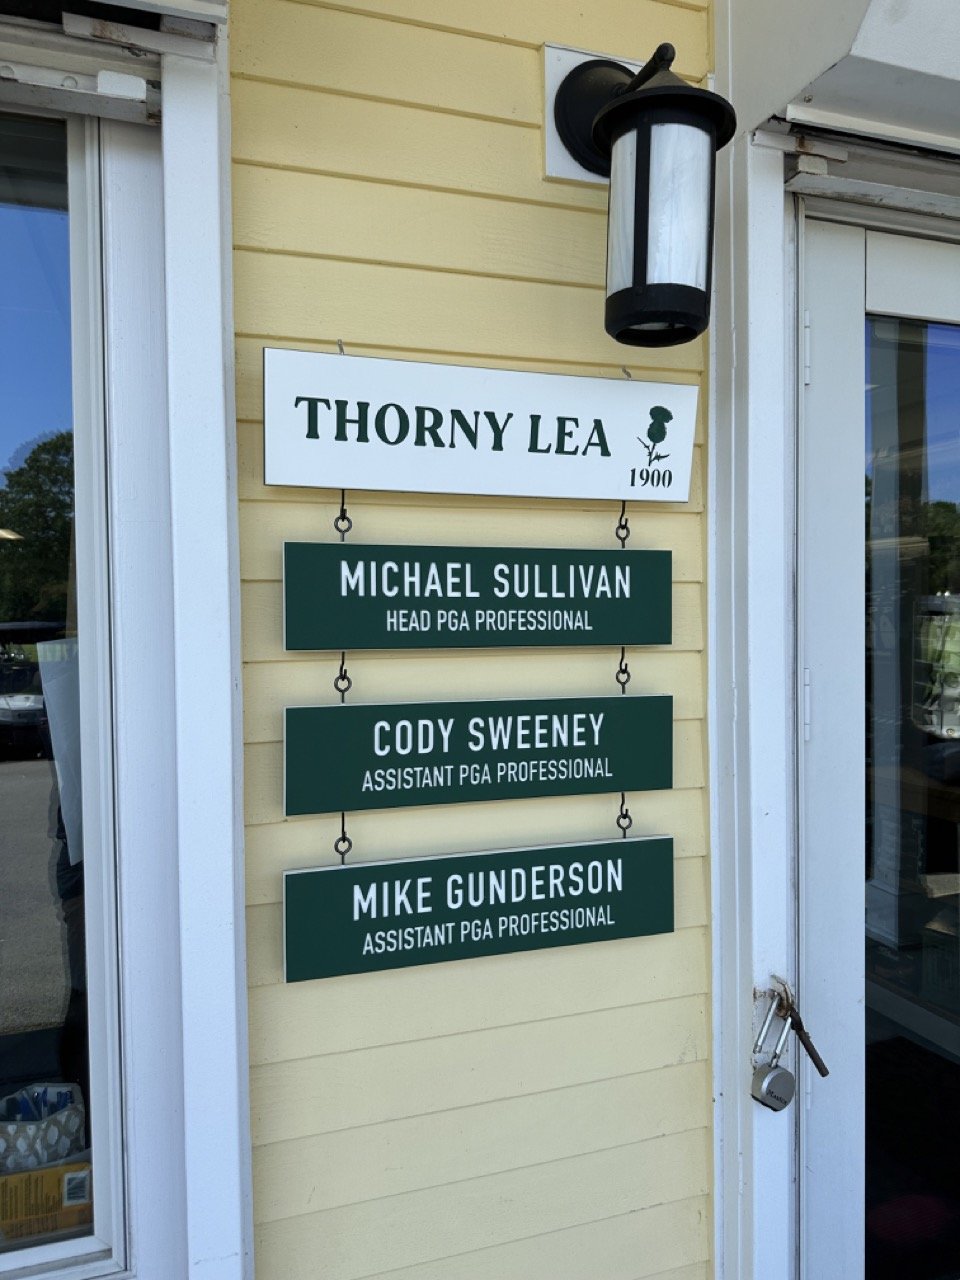 THORNY LEA
1900
MICHAEL SULLIVAN
HEAD PGA PROFESSIONAL
CODY SWEENEY
ASSISTANT PGA PROFESSIONAL
MIKE GUNDERSON
ASSISTANT PGA PROFESSIONAL